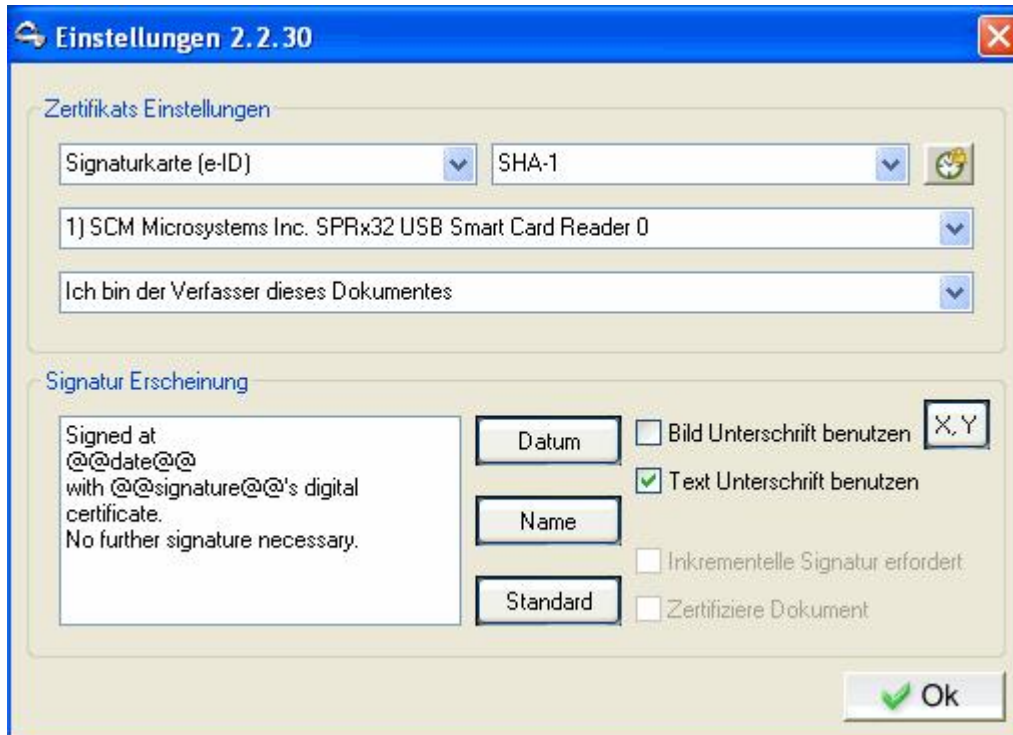 Einstellungen 2.2.30
Zertifikats Einstellungen
Signaturkarte (e-ID)
SHA-1
1) SCM Microsystems Inc. SPRx32 USB Smart Card Reader 0
Ich bin der Verfasser dieses Dokumentes
Signatur Erscheinung
Signed at
@@date@@
with @@signature@@'s digital
certificate.
No further signature necessary.
Datum
Name
Standard
Bild Unterschrift benutzen
X, Y
Text Unterschrift benutzen
Inkrementelle Signatur erfordert
Zertifiziere Dokument
Ok